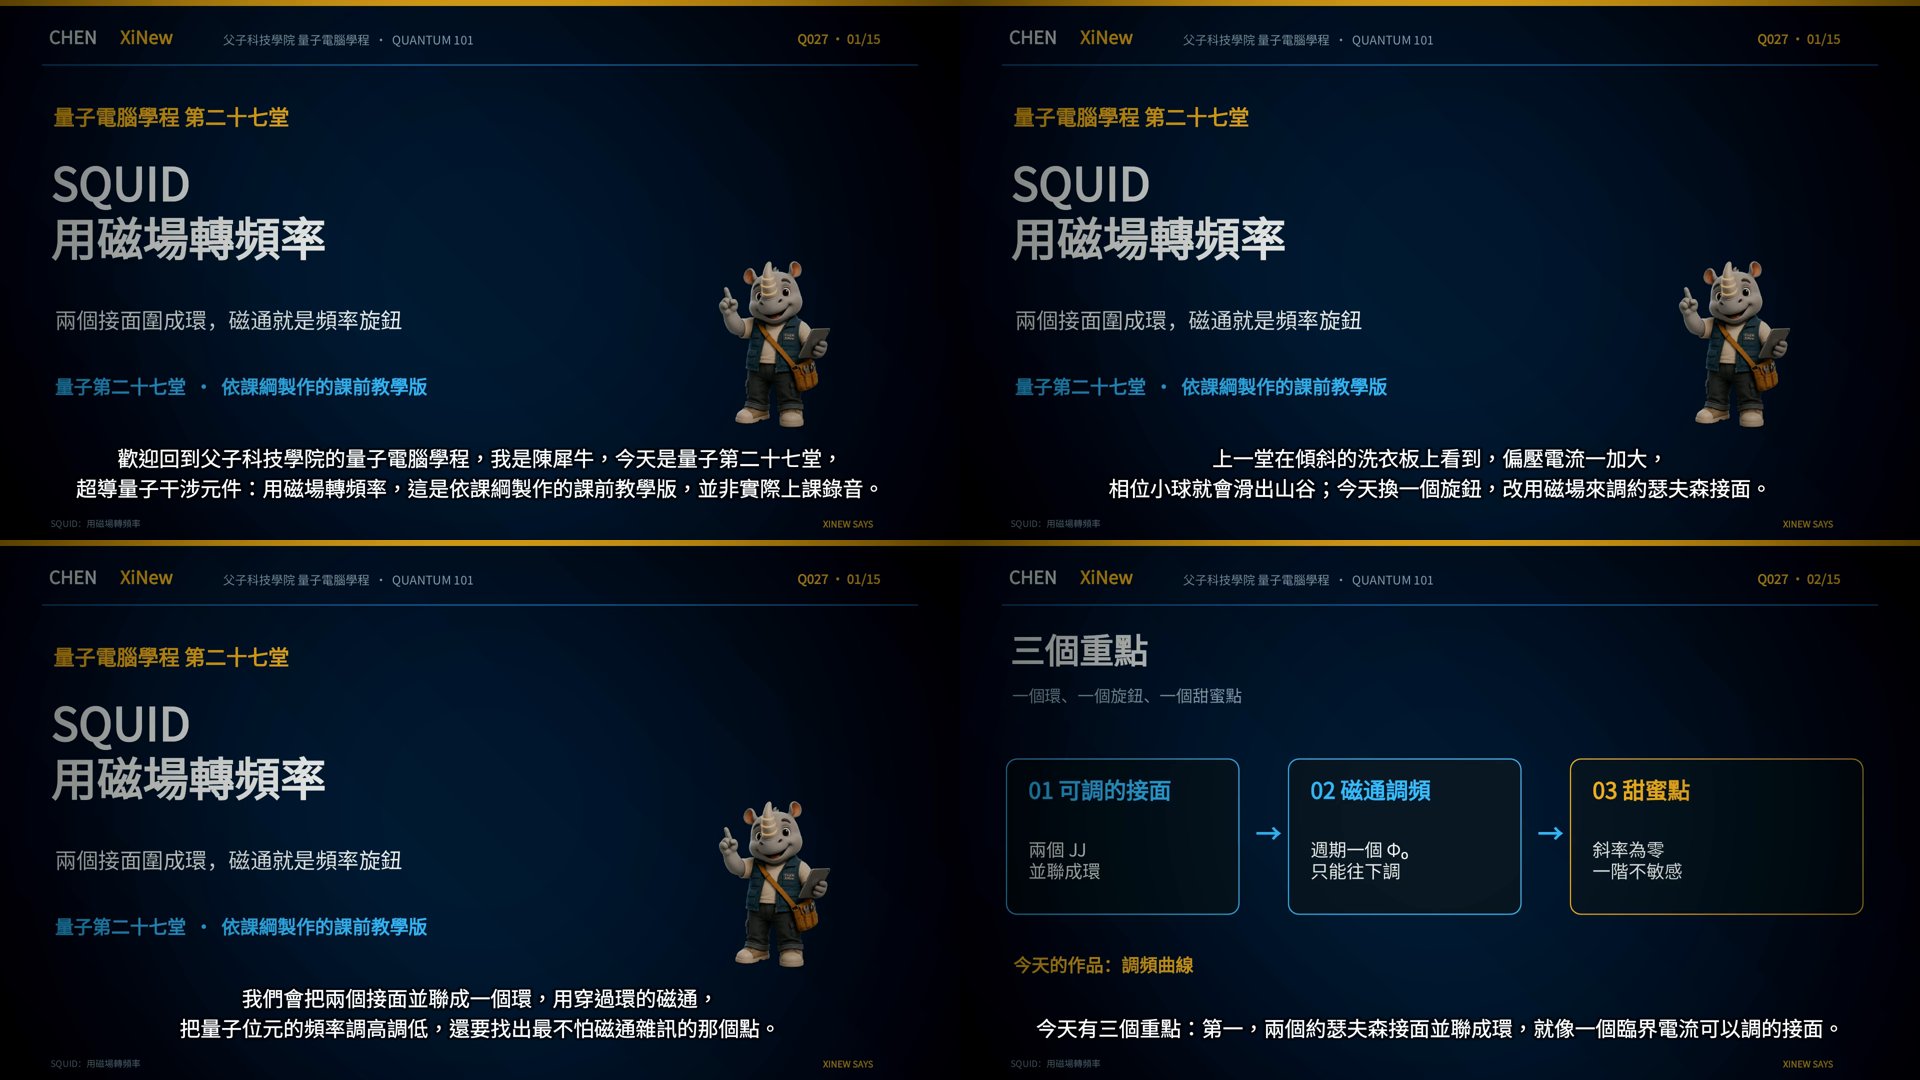 CHEN XiNew 父子科技學院 量子電腦學程 · QUANTUM 101 Q027 · 01/15
量子電腦學程 第二十七堂
SQUID
用磁場轉頻率
兩個接面圍成環，磁通就是頻率旋鈕
量子第二十七堂 · 依課綱製作的課前教學版
歡迎回到父子科技學院的量子電腦學程，我是陳犀牛，今天是量子第二十七堂，
超導量子干涉元件：用磁場轉頻率，這是依課綱製作的課前教學版，並非實際上課錄音。
SQUID：用磁場轉頻率 XINEW SAYS
CHEN XiNew 父子科技學院 量子電腦學程 · QUANTUM 101 Q027 · 01/15
量子電腦學程 第二十七堂
SQUID
用磁場轉頻率
兩個接面圍成環，磁通就是頻率旋鈕
量子第二十七堂 · 依課綱製作的課前教學版
上一堂在傾斜的洗衣板上看到，偏壓電流一加大，
相位小球就會滑出山谷；今天換一個旋鈕，改用磁場來調約瑟夫森接面。
SQUID：用磁場轉頻率 XINEW SAYS
CHEN XiNew 父子科技學院 量子電腦學程 · QUANTUM 101 Q027 · 01/15
量子電腦學程 第二十七堂
SQUID
用磁場轉頻率
兩個接面圍成環，磁通就是頻率旋鈕
量子第二十七堂 · 依課綱製作的課前教學版
我們會把兩個接面並聯成一個環，用穿過環的磁通，
把量子位元的頻率調高調低，還要找出最不怕磁通雜訊的那個點。
SQUID：用磁場轉頻率 XINEW SAYS
CHEN XiNew 父子科技學院 量子電腦學程 · QUANTUM 101 Q027 · 02/15
三個重點
一個環、一個旋鈕、一個甜蜜點
01 可調的接面
兩個 JJ
並聯成環
→
02 磁通調頻
週期一個 Φ₀
只能往下調
→
03 甜蜜點
斜率為零
一階不敏感
今天的作品：調頻曲線
今天有三個重點：第一，兩個約瑟夫森接面並聯成環，就像一個臨界電流可以調的接面。
SQUID：用磁場轉頻率 XINEW SAYS